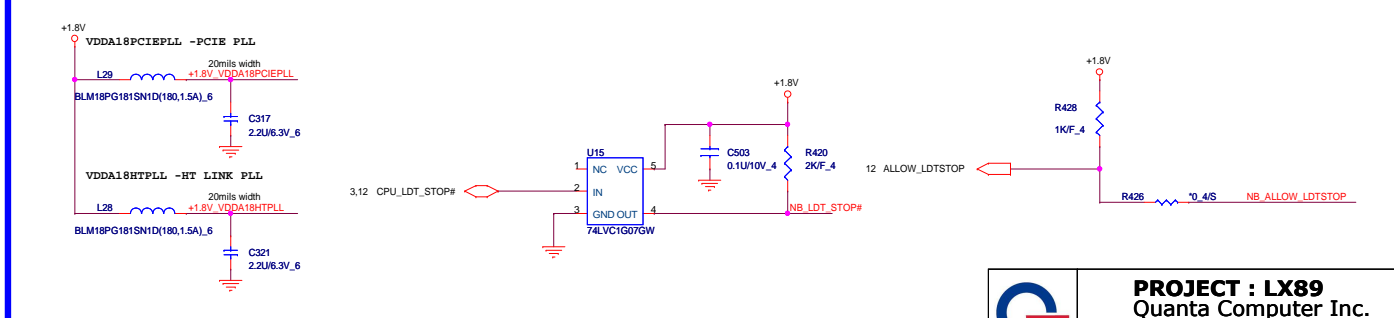 +1.8V
VDDA18PCIEPLL -PCIE PLL
20mils width
L29
+1.8V_VDDA18PCIEPLL
BLM18PG181SN1D(180,1.5A)_6
C317
2.2U/6.3V_6
VDDA18HTPLL -HT LINK PLL
20mils width
L28
+1.8V_VDDA18HTPLL
BLM18PG181SN1D(180,1.5A)_6
C321
2.2U/6.3V_6
+1.8V
C503
0.1U/10V_4
R420
2K/F_4
U15
1 NC VCC 5
3,12 CPU_LDT_STOP#
2 IN
3 GND OUT 4
NB_LDT_STOP#
74LVC1G07GW
+1.8V
R428
1K/F_4
12 ALLOW_LDTSTOP
R426
*0_4/S
NB_ALLOW_LDTSTOP
PROJECT : LX89
Quanta Computer Inc.